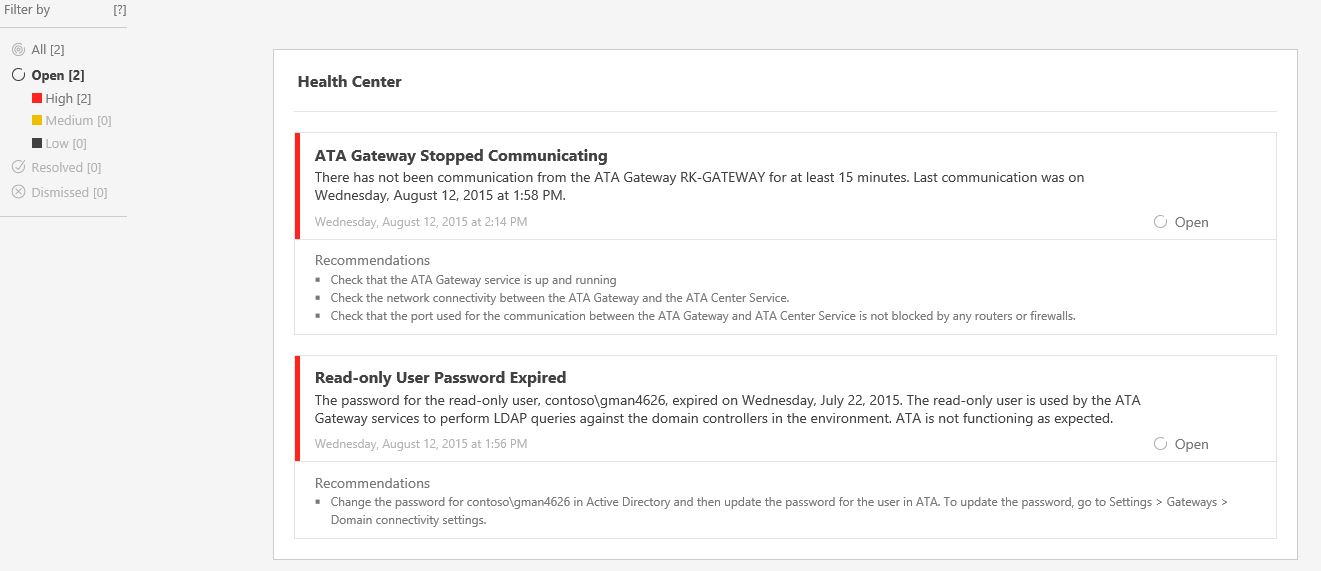 Filter by [?]
All [2]
Open [2]
High [2]
Medium [0]
Low [0]
Resolved [0]
Dismissed [0]
Health Center
ATA Gateway Stopped Communicating
There has not been communication from the ATA Gateway RK-GATEWAY for at least 15 minutes. Last communication was on
Wednesday, August 12, 2015 at 1:58 PM.
Wednesday, August 12, 2015 at 2:14 PM
Open
Recommendations
Check that the ATA Gateway service is up and running
Check the network connectivity between the ATA Gateway and the ATA Center Service.
Check that the port used for the communication between the ATA Gateway and ATA Center Service is not blocked by any routers or firewalls.
Read-only User Password Expired
The password for the read-only user, contoso\gman4626, expired on Wednesday, July 22, 2015. The read-only user is used by the ATA
Gateway services to perform LDAP queries against the domain controllers in the environment. ATA is not functioning as expected.
Wednesday, August 12, 2015 at 1:56 PM
Open
Recommendations
Change the password for contoso\gman4626 in Active Directory and then update the password for the user in ATA. To update the password, go to Settings > Gateways >
Domain connectivity settings.